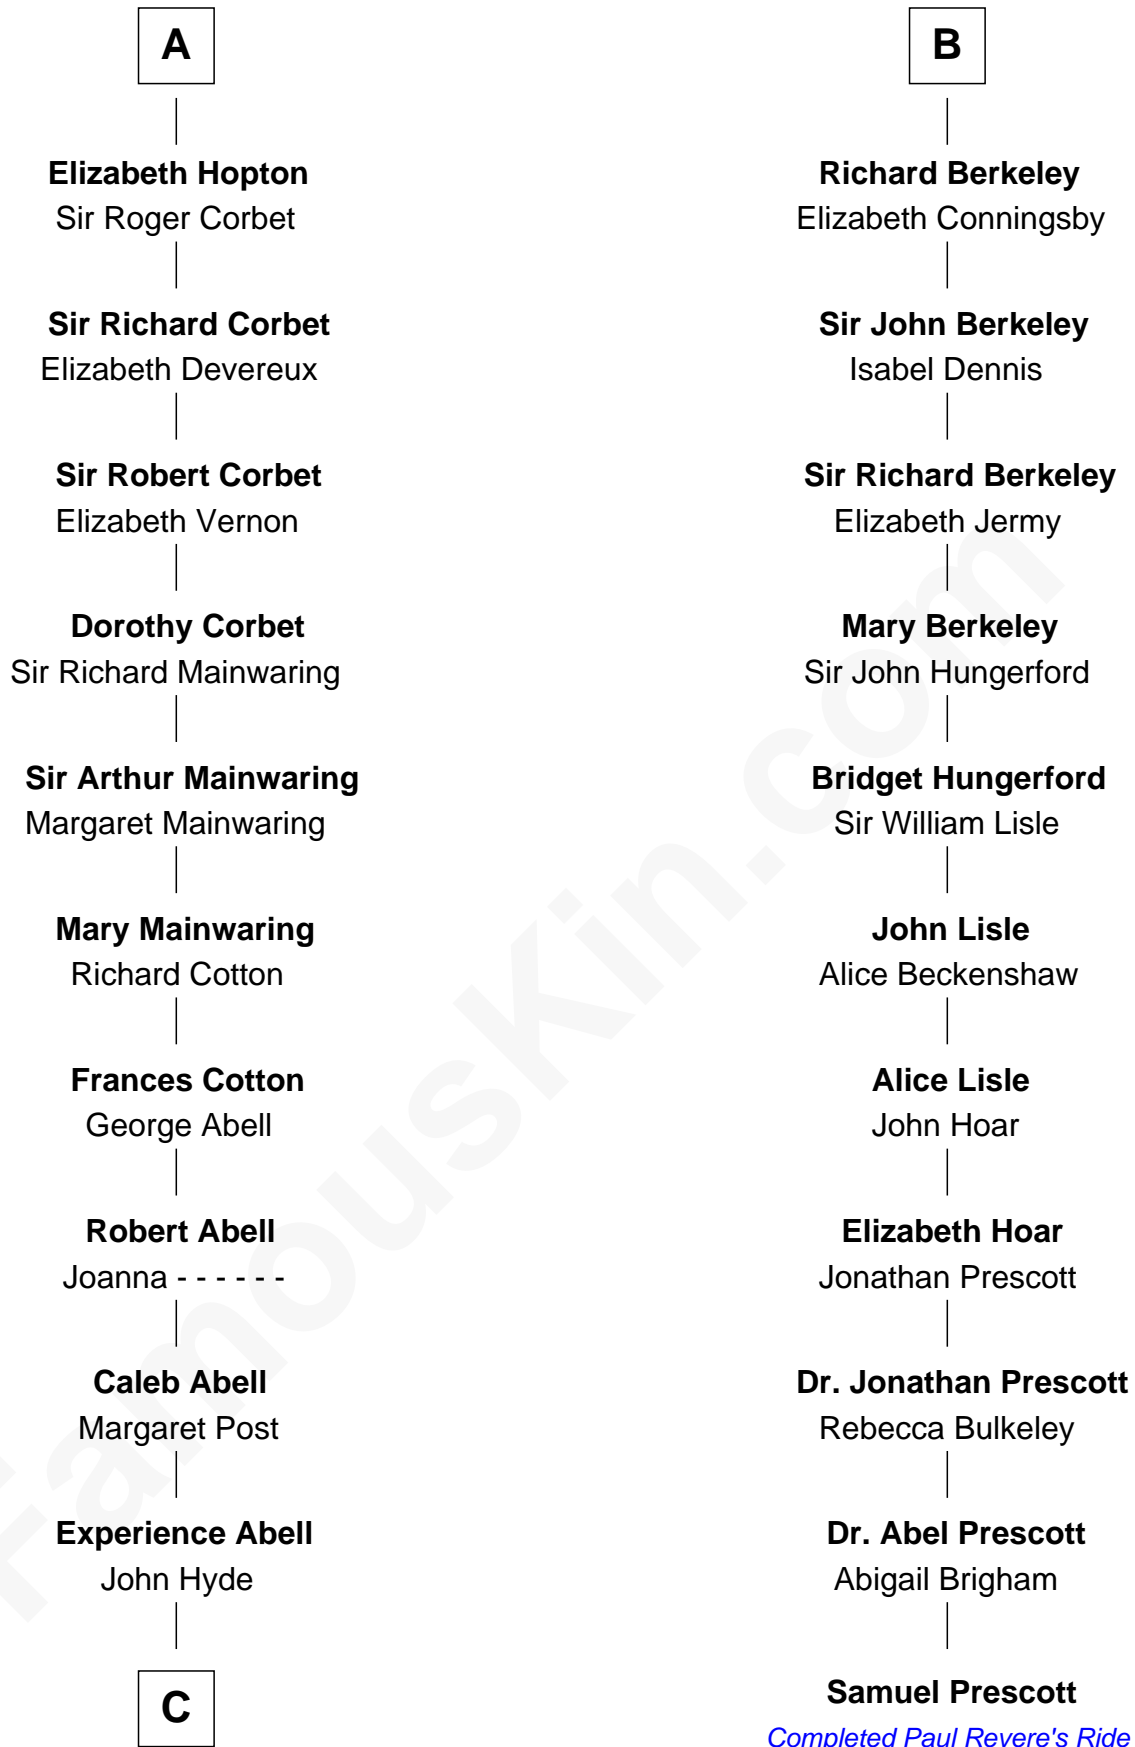 A
Elizabeth Hopton
Sir Roger Corbet
Sir Richard Corbet
Elizabeth Devereux
Sir Robert Corbet
Elizabeth Vernon
Dorothy Corbet
Sir Richard Mainwaring
Sir Arthur Mainwaring
Margaret Mainwaring
Mary Mainwaring
Richard Cotton
Frances Cotton
George Abell
Robert Abell
Joanna - - - - - -
Caleb Abell
Margaret Post
Experience Abell
John Hyde
C
B
Richard Berkeley
Elizabeth Conningsby
Sir John Berkeley
Isabel Dennis
Sir Richard Berkeley
Elizabeth Jermy
Mary Berkeley
Sir John Hungerford
Bridget Hungerford
Sir William Lisle
John Lisle
Alice Beckenshaw
Alice Lisle
John Hoar
Elizabeth Hoar
Jonathan Prescott
Dr. Jonathan Prescott
Rebecca Bulkeley
Dr. Abel Prescott
Abigail Brigham
Samuel Prescott
Completed Paul Revere's Ride
FamousKin.com